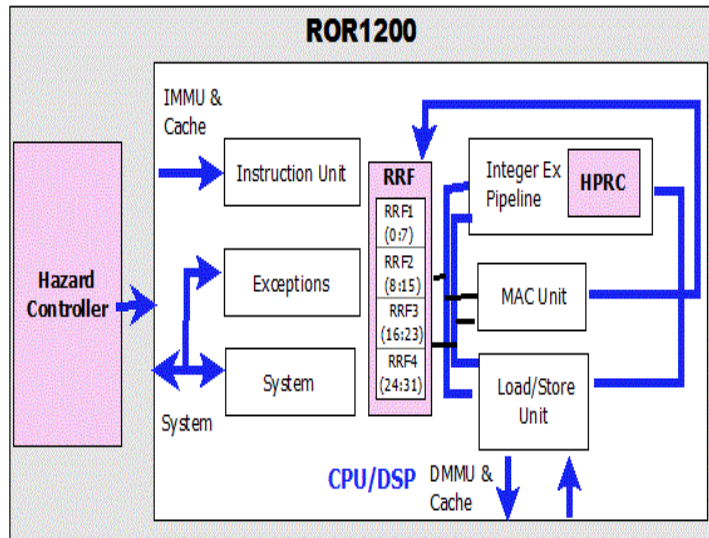 ROR1200
IMMU &
Cache
Instruction Unit
RRF
RRF1
(0:7)
RRF2
(8:15)
RRF3
(16:23)
RRF4
(24:31)
Integer Ex
Pipeline
HPRC
Hazard
Controller
Exceptions
MAC Unit
System
Load/Store
Unit
System
CPU/DSP
DMMU &
Cache